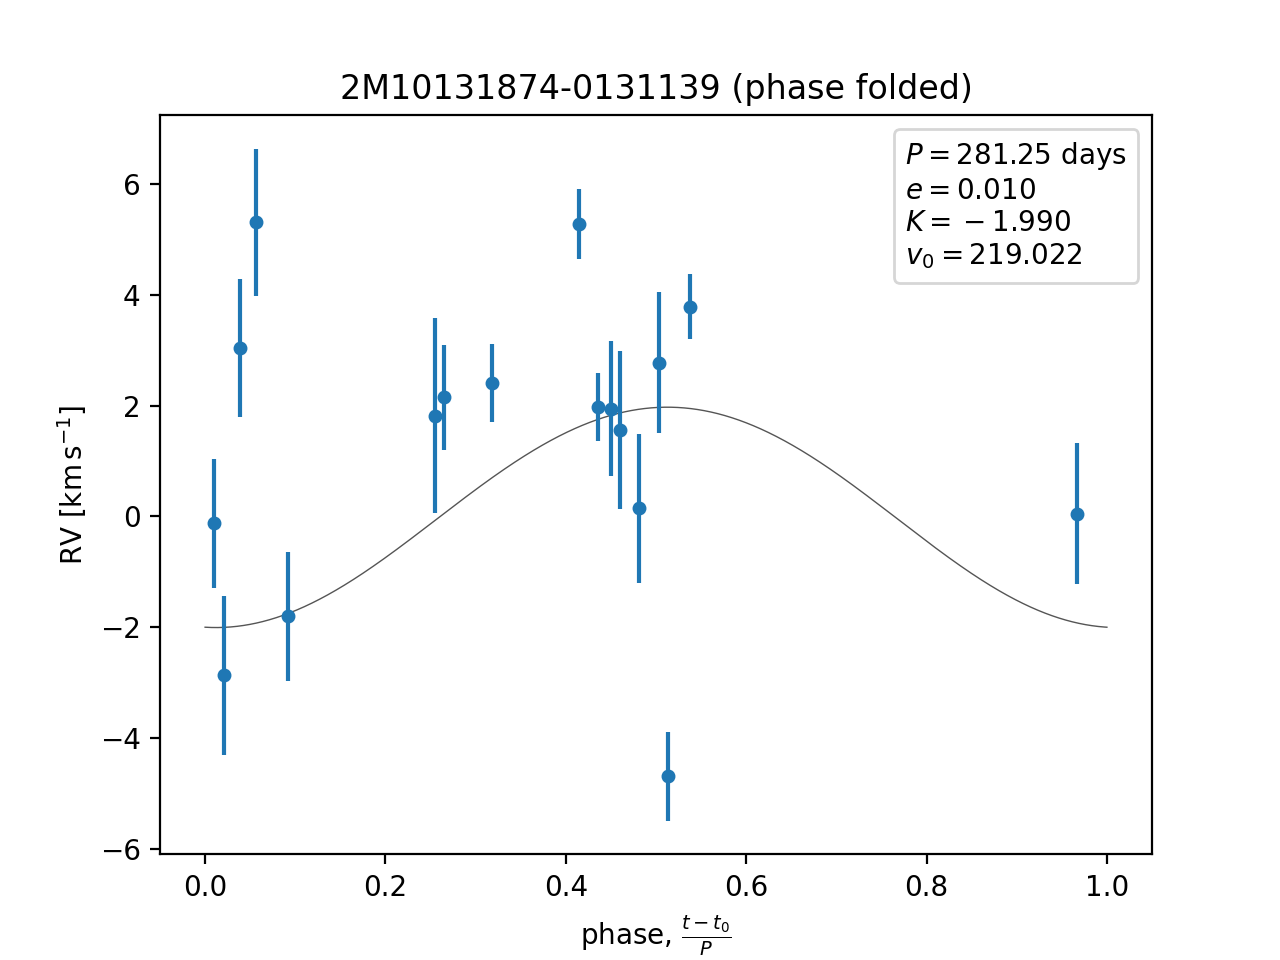 2M10131874-0131139 (phase folded)
P = 281.25 days
e = 0.010
K = −1.990
v₀ = 219.022
RV [km s⁻¹]
6
4
2
0
−2
−4
−6
0.0 0.2 0.4 0.6 0.8 1.0
phase, (t − t₀)/P